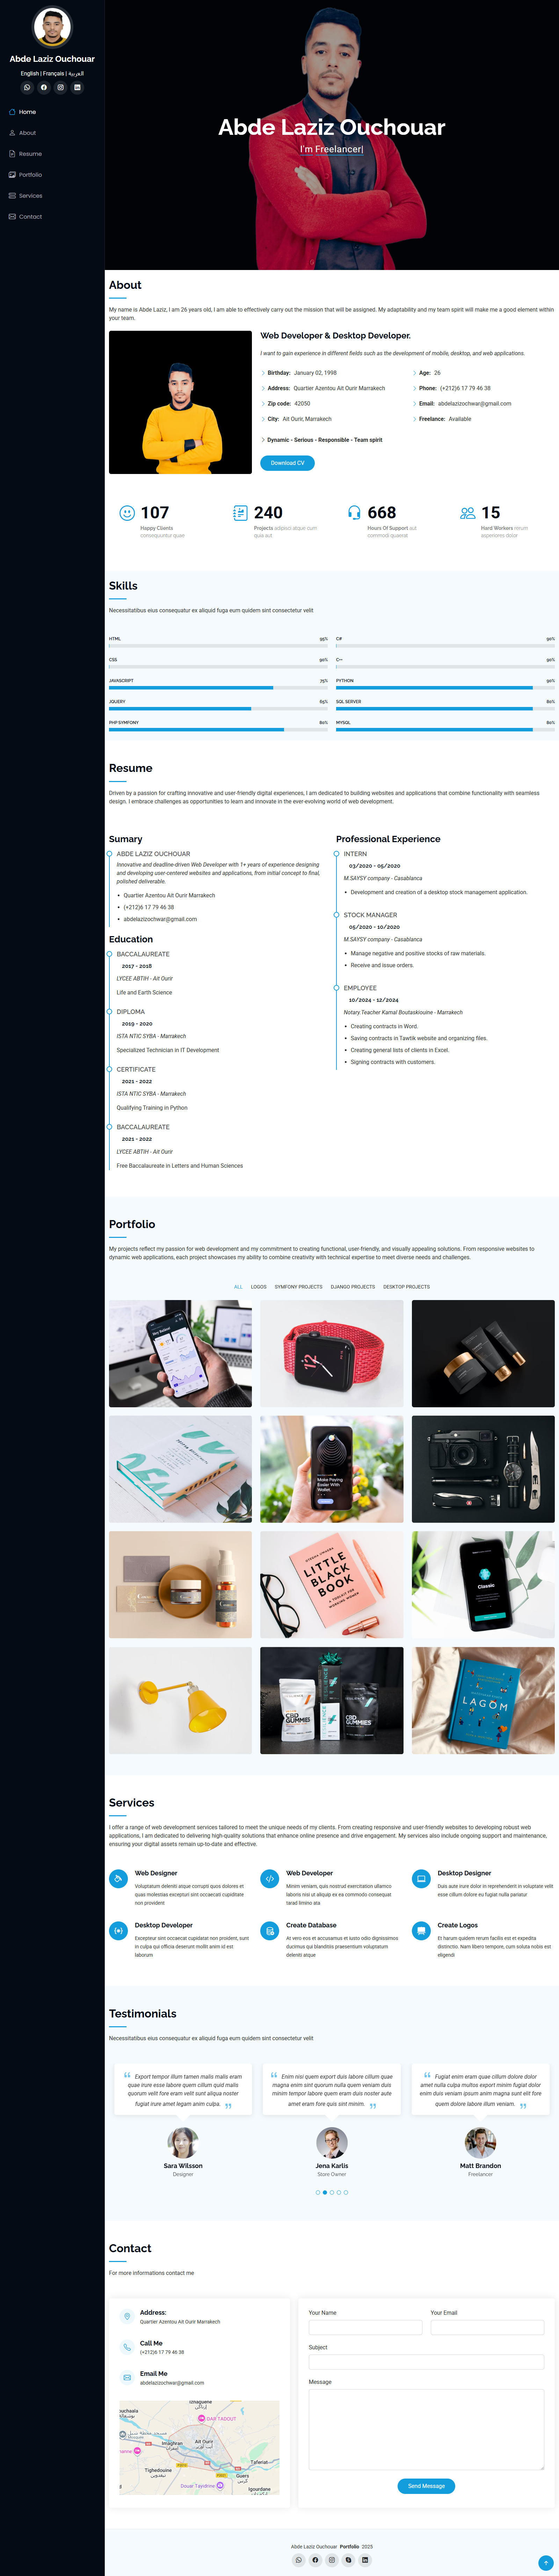 Abde Laziz Ouchouar
English | Français | العربية
Home
About
Resume
Portfolio
Services
Contact
Abde Laziz Ouchouar
I'm Freelancer|
About
My name is Abde Laziz, I am 26 years old, I am able to effectively carry out the mission that will be assigned. My adaptability and my team spirit will make me a good element within
your team.
Web Developer & Desktop Developer.
I want to gain experience in different fields such as the development of mobile, desktop, and web applications.
Birthday: January 02, 1998
Age: 26
Address: Quartier Azentou Ait Ourir Marrakech
Phone: (+212)6 17 79 46 38
Zip code: 42050
Email: abdelazizochwar@gmail.com
City: Ait Ourir, Marrakech
Freelance: Available
Dynamic - Serious - Responsible - Team spirit
Download CV
107
Happy Clients
consequuntur quae
240
Projects adipisci atque cum
quia aut
668
Hours Of Support aut
commodi quaerat
15
Hard Workers rerum
asperiores dolor
Skills
Necessitatibus eius consequatur ex aliquid fuga eum quidem sint consectetur velit
HTML 95%
C# 90%
CSS 90%
C++ 90%
JAVASCRIPT 75%
PYTHON 90%
JQUERY 65%
SQL SERVER 80%
PHP SYMFONY 80%
MYSQL 80%
Resume
Driven by a passion for crafting innovative and user-friendly digital experiences, I am dedicated to building websites and applications that combine functionality with seamless
design. I embrace challenges as opportunities to learn and innovate in the ever-evolving world of web development.
Sumary
ABDE LAZIZ OUCHOUAR
Innovative and deadline-driven Web Developer with 1+ years of experience designing
and developing user-centered websites and applications, from initial concept to final,
polished deliverable.
Quartier Azentou Ait Ourir Marrakech
(+212)6 17 79 46 38
abdelazizochwar@gmail.com
Education
BACCALAUREATE
2017 - 2018
LYCEE ABTIH - Ait Ourir
Life and Earth Science
DIPLOMA
2019 - 2020
ISTA NTIC SYBA - Marrakech
Specialized Technician in IT Development
CERTIFICATE
2021 - 2022
ISTA NTIC SYBA - Marrakech
Qualifying Training in Python
BACCALAUREATE
2021 - 2022
LYCEE ABTIH - Ait Ourir
Free Baccalaureate in Letters and Human Sciences
Professional Experience
INTERN
03/2020 - 05/2020
M.SAYSY company - Casablanca
Development and creation of a desktop stock management application.
STOCK MANAGER
05/2020 - 10/2020
M.SAYSY company - Casablanca
Manage negative and positive stocks of raw materials.
Receive and issue orders.
EMPLOYEE
10/2024 - 12/2024
Notary.Teacher Kamal Boutaskiouine - Marrakech
Creating contracts in Word.
Saving contracts in Tawtik website and organizing files.
Creating general lists of clients in Excel.
Signing contracts with customers.
Portfolio
My projects reflect my passion for web development and my commitment to creating functional, user-friendly, and visually appealing solutions. From responsive websites to
dynamic web applications, each project showcases my ability to combine creativity with technical expertise to meet diverse needs and challenges.
ALL LOGOS SYMFONY PROJECTS DJANGO PROJECTS DESKTOP PROJECTS
Make Paying
Easier With
Wallet.
LITTLE
BLACK
BOOK
Classic
CBD
GUMMIES
CBD
GUMMIES
LAGOM
Services
I offer a range of web development services tailored to meet the unique needs of my clients. From creating responsive and user-friendly websites to developing robust web
applications, I am dedicated to delivering high-quality solutions that enhance online presence and drive engagement. My services also include ongoing support and maintenance,
ensuring your digital assets remain up-to-date and effective.
Web Designer
Voluptatum deleniti atque corrupti quos dolores et
quas molestias excepturi sint occaecati cupiditate
non provident
Web Developer
Minim veniam, quis nostrud exercitation ullamco
laboris nisi ut aliquip ex ea commodo consequat
tarad limino ata
Desktop Designer
Duis aute irure dolor in reprehenderit in voluptate velit
esse cillum dolore eu fugiat nulla pariatur
Desktop Developer
Excepteur sint occaecat cupidatat non proident, sunt
in culpa qui officia deserunt mollit anim id est
laborum
Create Database
At vero eos et accusamus et iusto odio dignissimos
ducimus qui blanditiis praesentium voluptatum
deleniti atque
Create Logos
Et harum quidem rerum facilis est et expedita
distinctio. Nam libero tempore, cum soluta nobis est
eligendi
Testimonials
Necessitatibus eius consequatur ex aliquid fuga eum quidem sint consectetur velit
Export tempor illum tamen malis malis eram
quae irure esse labore quem cillum quid malis
quorum velit fore eram velit sunt aliqua noster
fugiat irure amet legam anim culpa.
Sara Wilsson
Designer
Enim nisi quem export duis labore cillum quae
magna enim sint quorum nulla quem veniam duis
minim tempor labore quem eram duis noster aute
amet eram fore quis sint minim.
Jena Karlis
Store Owner
Fugiat enim eram quae cillum dolore dolor
amet nulla culpa multos export minim fugiat dolor
enim duis veniam ipsum anim magna sunt elit fore
quem dolore labore illum veniam.
Matt Brandon
Freelancer
Contact
For more informations contact me
Address:
Quartier Azentou Ait Ourir Marrakech
Call Me
(+212)6 17 79 46 38
Email Me
abdelazizochwar@gmail.com
DAR TADDOT
Imaghran
Ait Ourir
Tighedouine
Taferiat
Guers
Douar Tayidrine
Igourdane
Your Name
Your Email
Subject
Message
Send Message
Abde Laziz Ouchouar Portfolio 2025